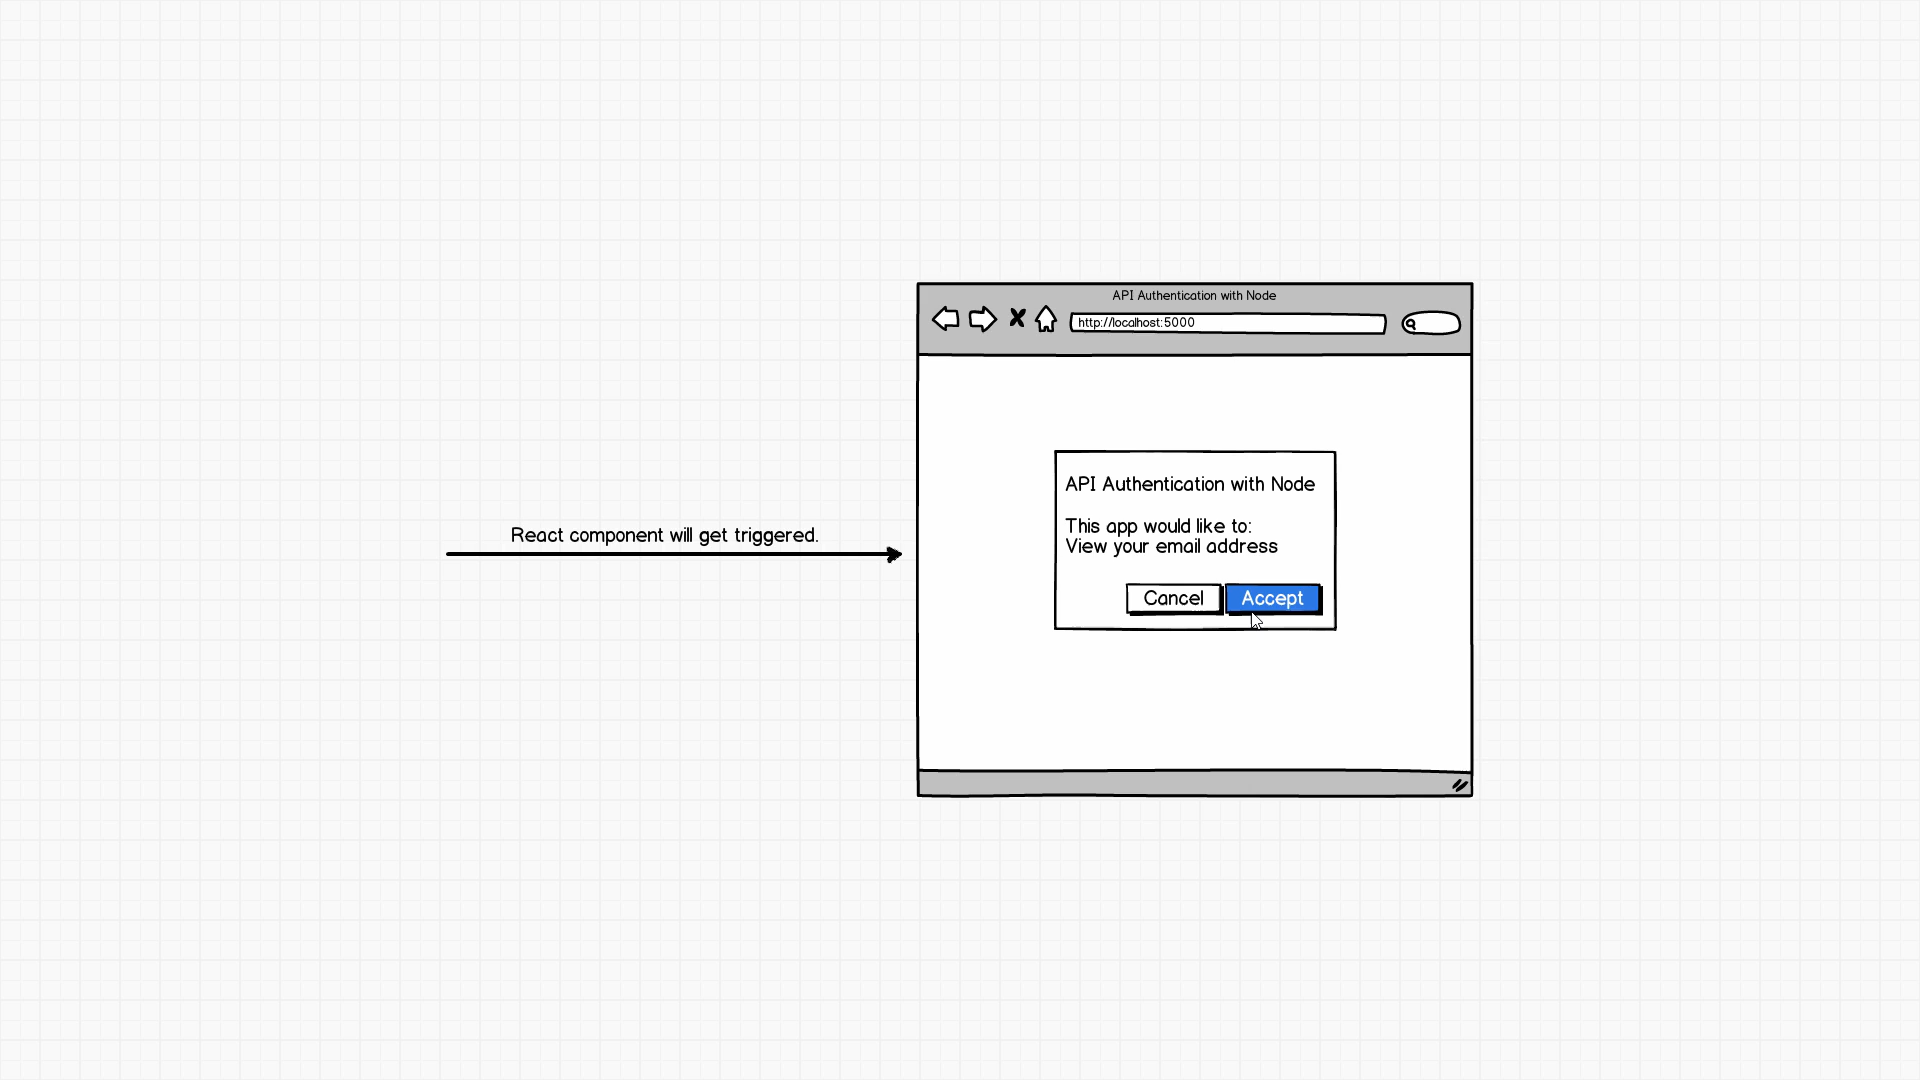 API Authentication with Node
http://localhost:5000
API Authentication with Node
This app would like to:
View your email address
React component will get triggered.
Cancel
Accept